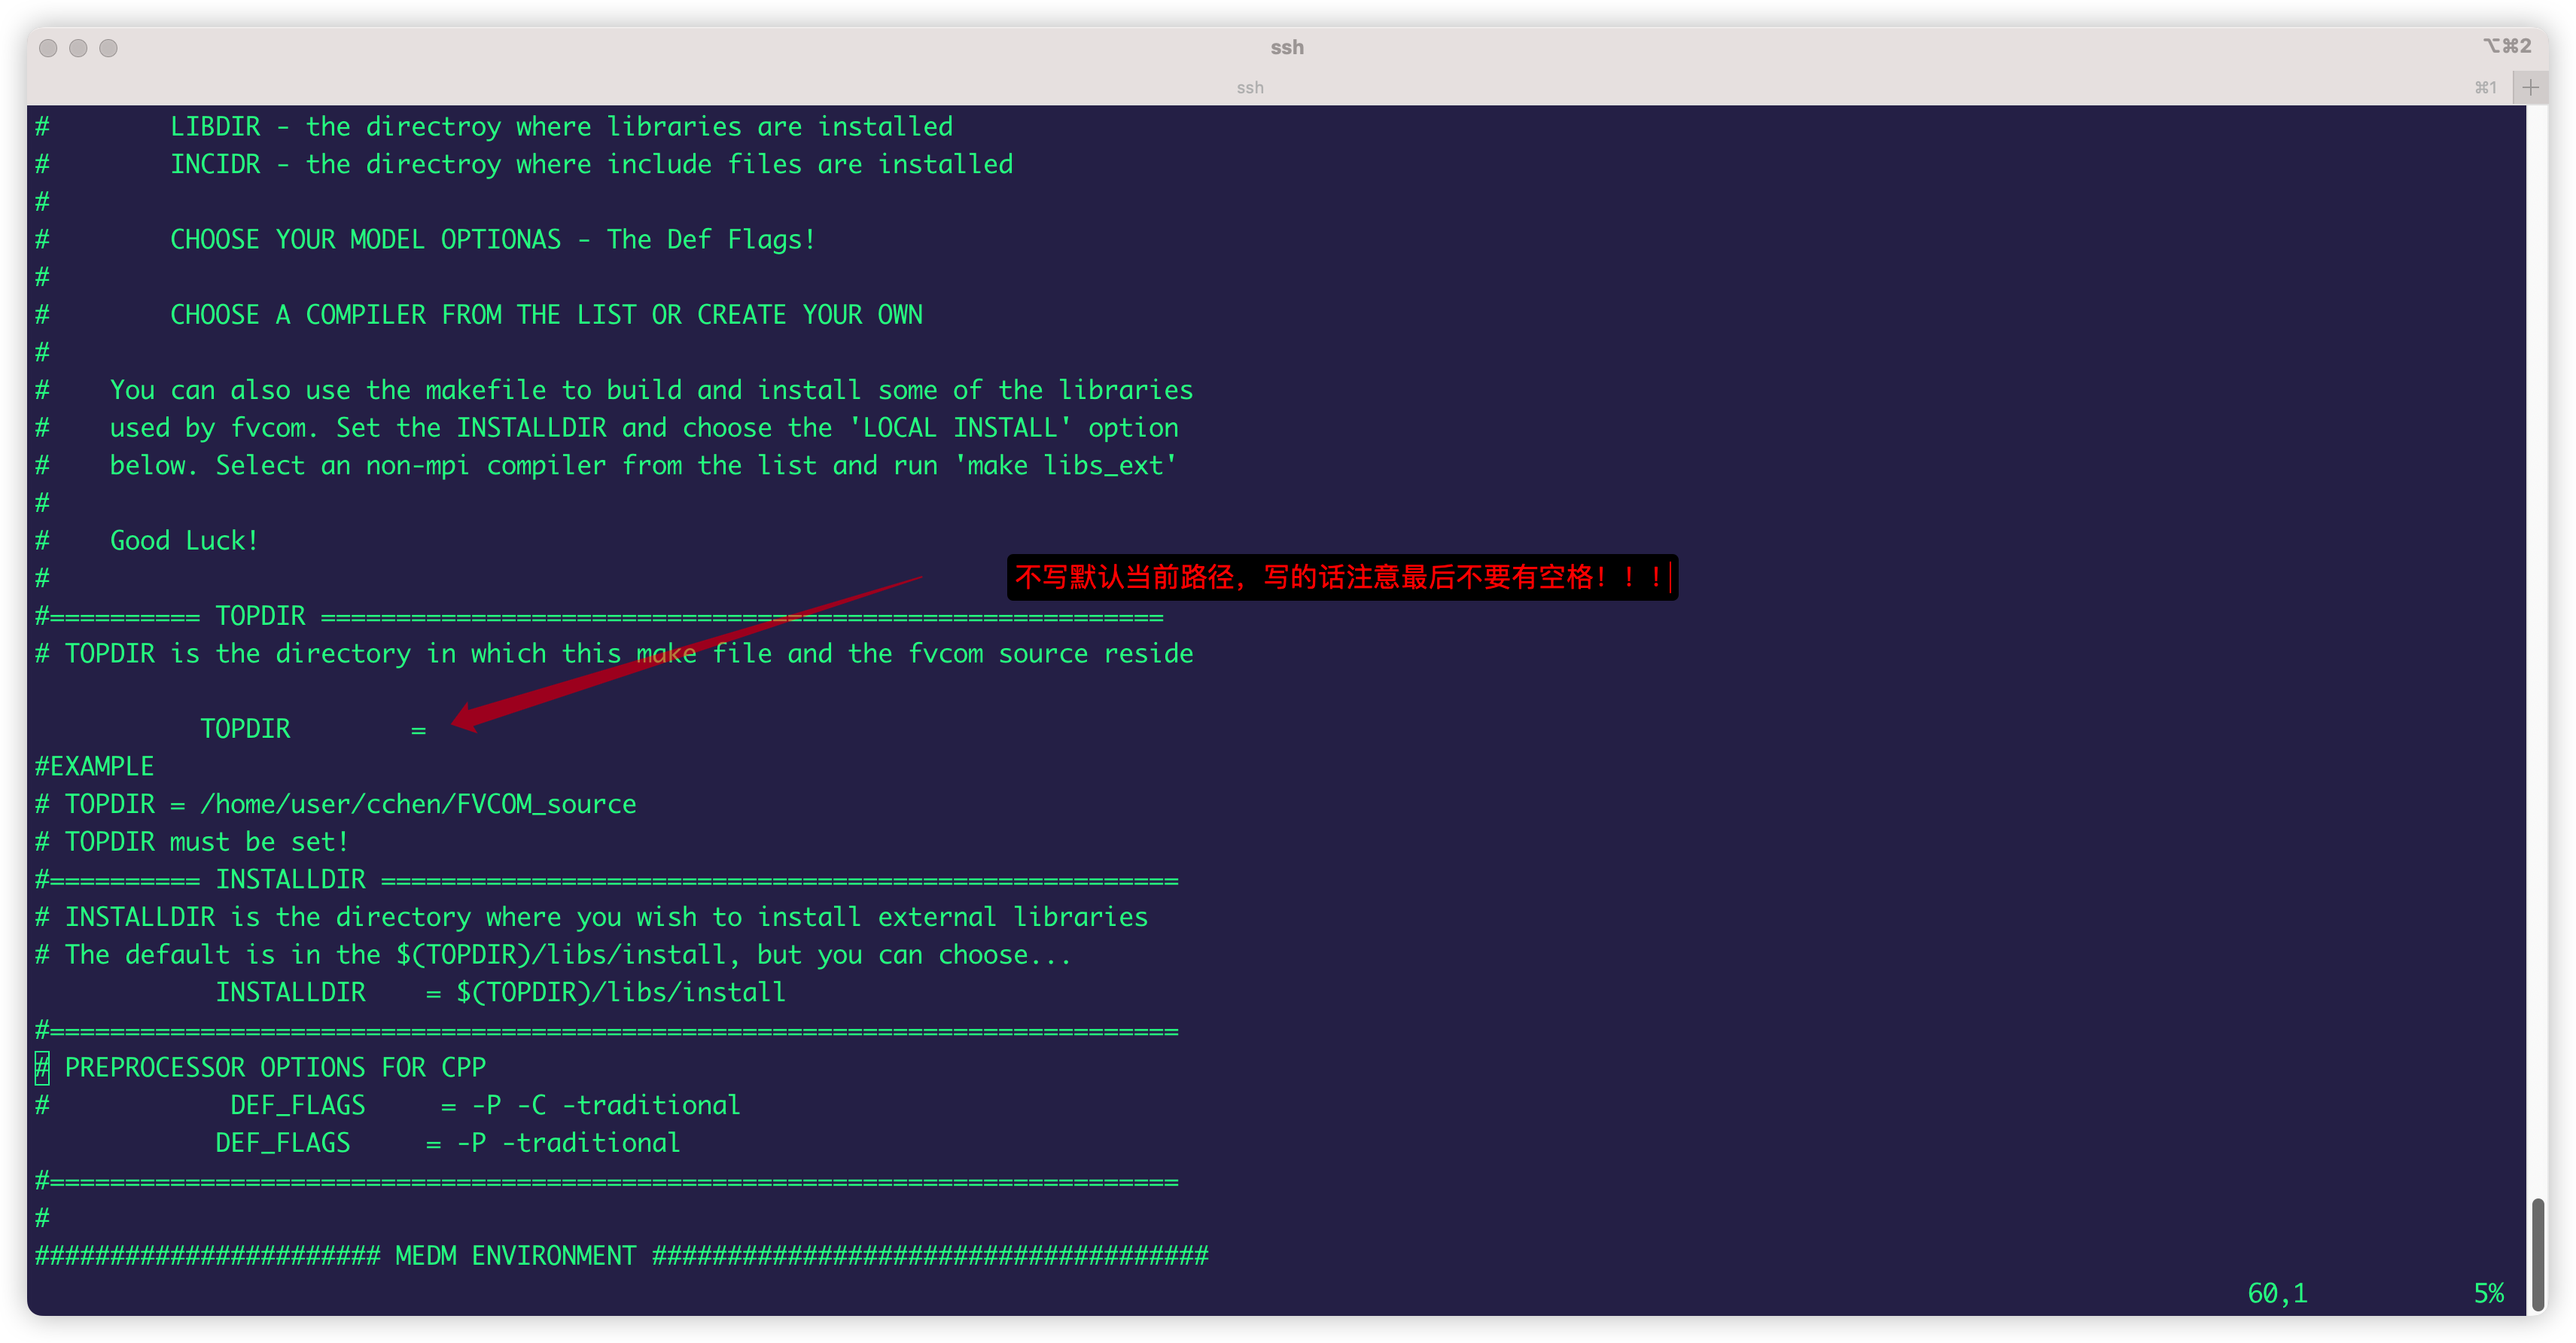 ssh
⌥⌘2
ssh
⌘1
#        LIBDIR - the directroy where libraries are installed
#        INCIDR - the directroy where include files are installed
#
#        CHOOSE YOUR MODEL OPTIONAS - The Def Flags!
#
#        CHOOSE A COMPILER FROM THE LIST OR CREATE YOUR OWN
#
#    You can also use the makefile to build and install some of the libraries
#    used by fvcom. Set the INSTALLDIR and choose the 'LOCAL INSTALL' option
#    below. Select an non-mpi compiler from the list and run 'make libs_ext'
#
#    Good Luck!
#
不写默认当前路径，写的话注意最后不要有空格！！！
#========== TOPDIR ========================================================
# TOPDIR is the directory in which this make file and the fvcom source reside
           TOPDIR        =
#EXAMPLE
# TOPDIR = /home/user/cchen/FVCOM_source
# TOPDIR must be set!
#========== INSTALLDIR =====================================================
# INSTALLDIR is the directory where you wish to install external libraries
# The default is in the $(TOPDIR)/libs/install, but you can choose...
            INSTALLDIR    = $(TOPDIR)/libs/install
#===========================================================================
# PREPROCESSOR OPTIONS FOR CPP
#            DEF_FLAGS     = -P -C -traditional
            DEF_FLAGS     = -P -traditional
#===========================================================================
#
####################### MEDM ENVIRONMENT #####################################
60,1
5%